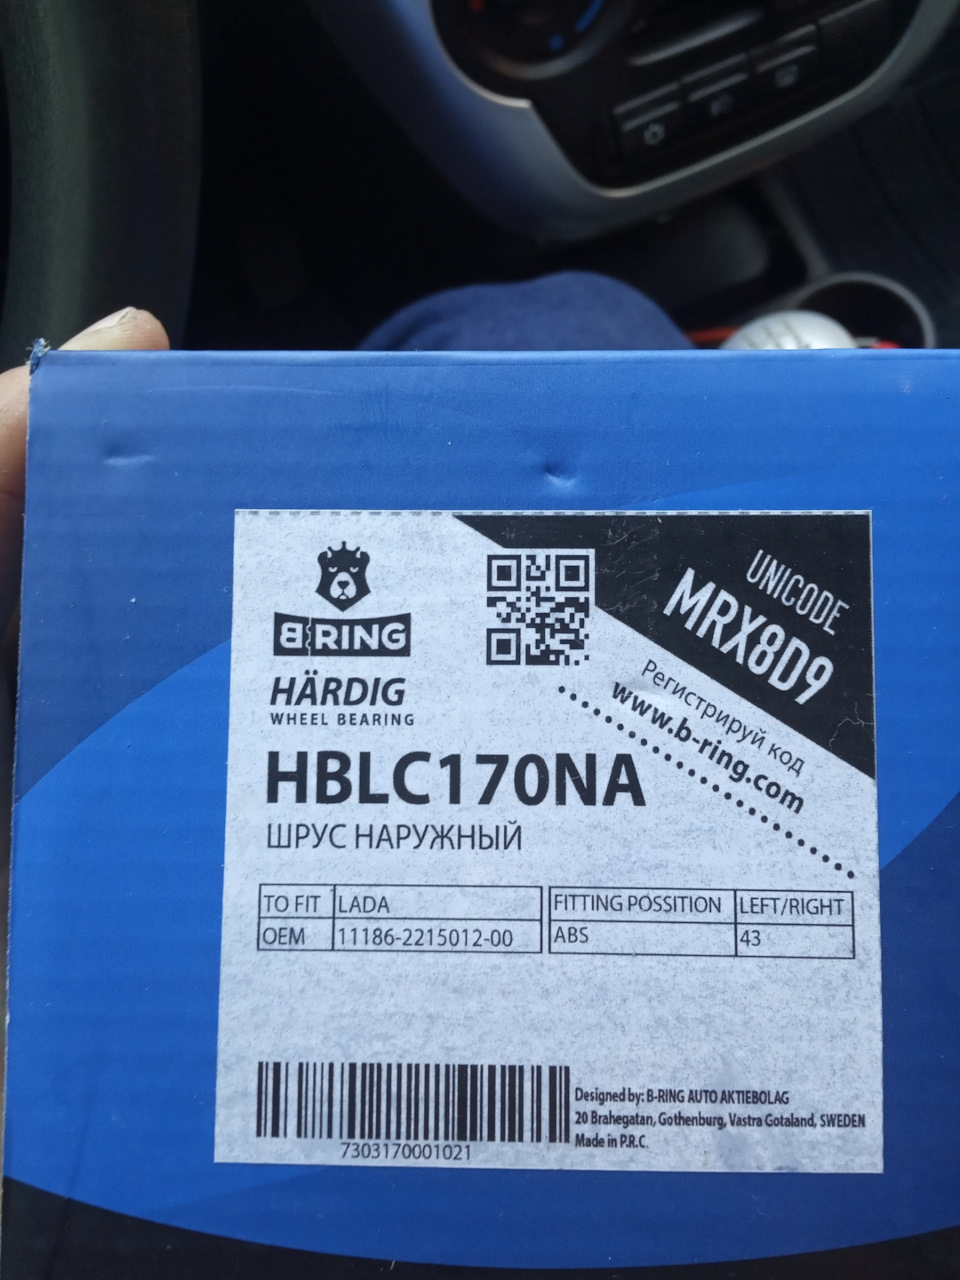 B-RING
HÄRDIG
WHEEL BEARING
UNICODE
MRX8D9
Регистрируй код
www.b-ring.com
HBLC170NA
ШРУС НАРУЖНЫЙ
TO FIT LADA
OEM 11186-2215012-00
FITTING POSSITION LEFT/RIGHT
ABS 43
7303170001021
Designed by: B-RING AUTO AKTIEBOLAG
20 Brahegatan, Gothenburg, Vastra Gotaland, SWEDEN
Made in P.R.C.